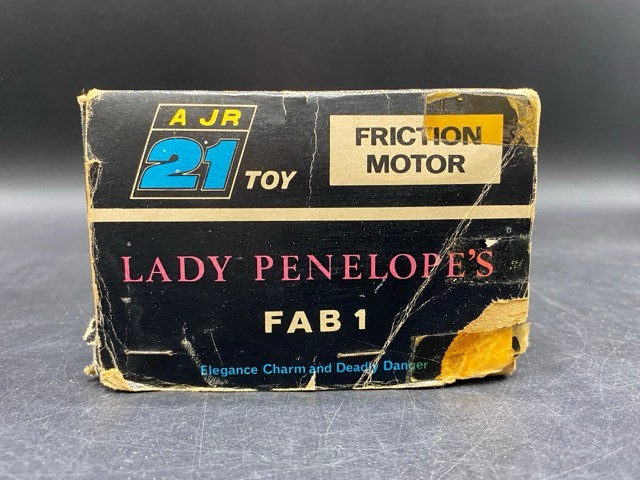 A JR
21 TOY
FRICTION
MOTOR
LADY PENELOPE'S
FAB 1
Elegance Charm and Deadly Danger